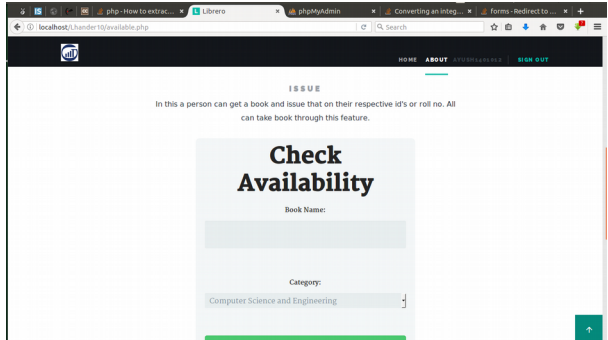 php - How to extrac... ×
Librero ×
phpMyAdmin ×
Converting an integ... ×
forms - Redirect to ... ×
localhost/Lhander10/available.php
Search
HOME ABOUT SIGN OUT
ISSUE
In this a person can get a book and issue that on their respective id's or roll no. All
can take book through this feature.
Check
Availability
Book Name:
Category:
Computer Science and Engineering